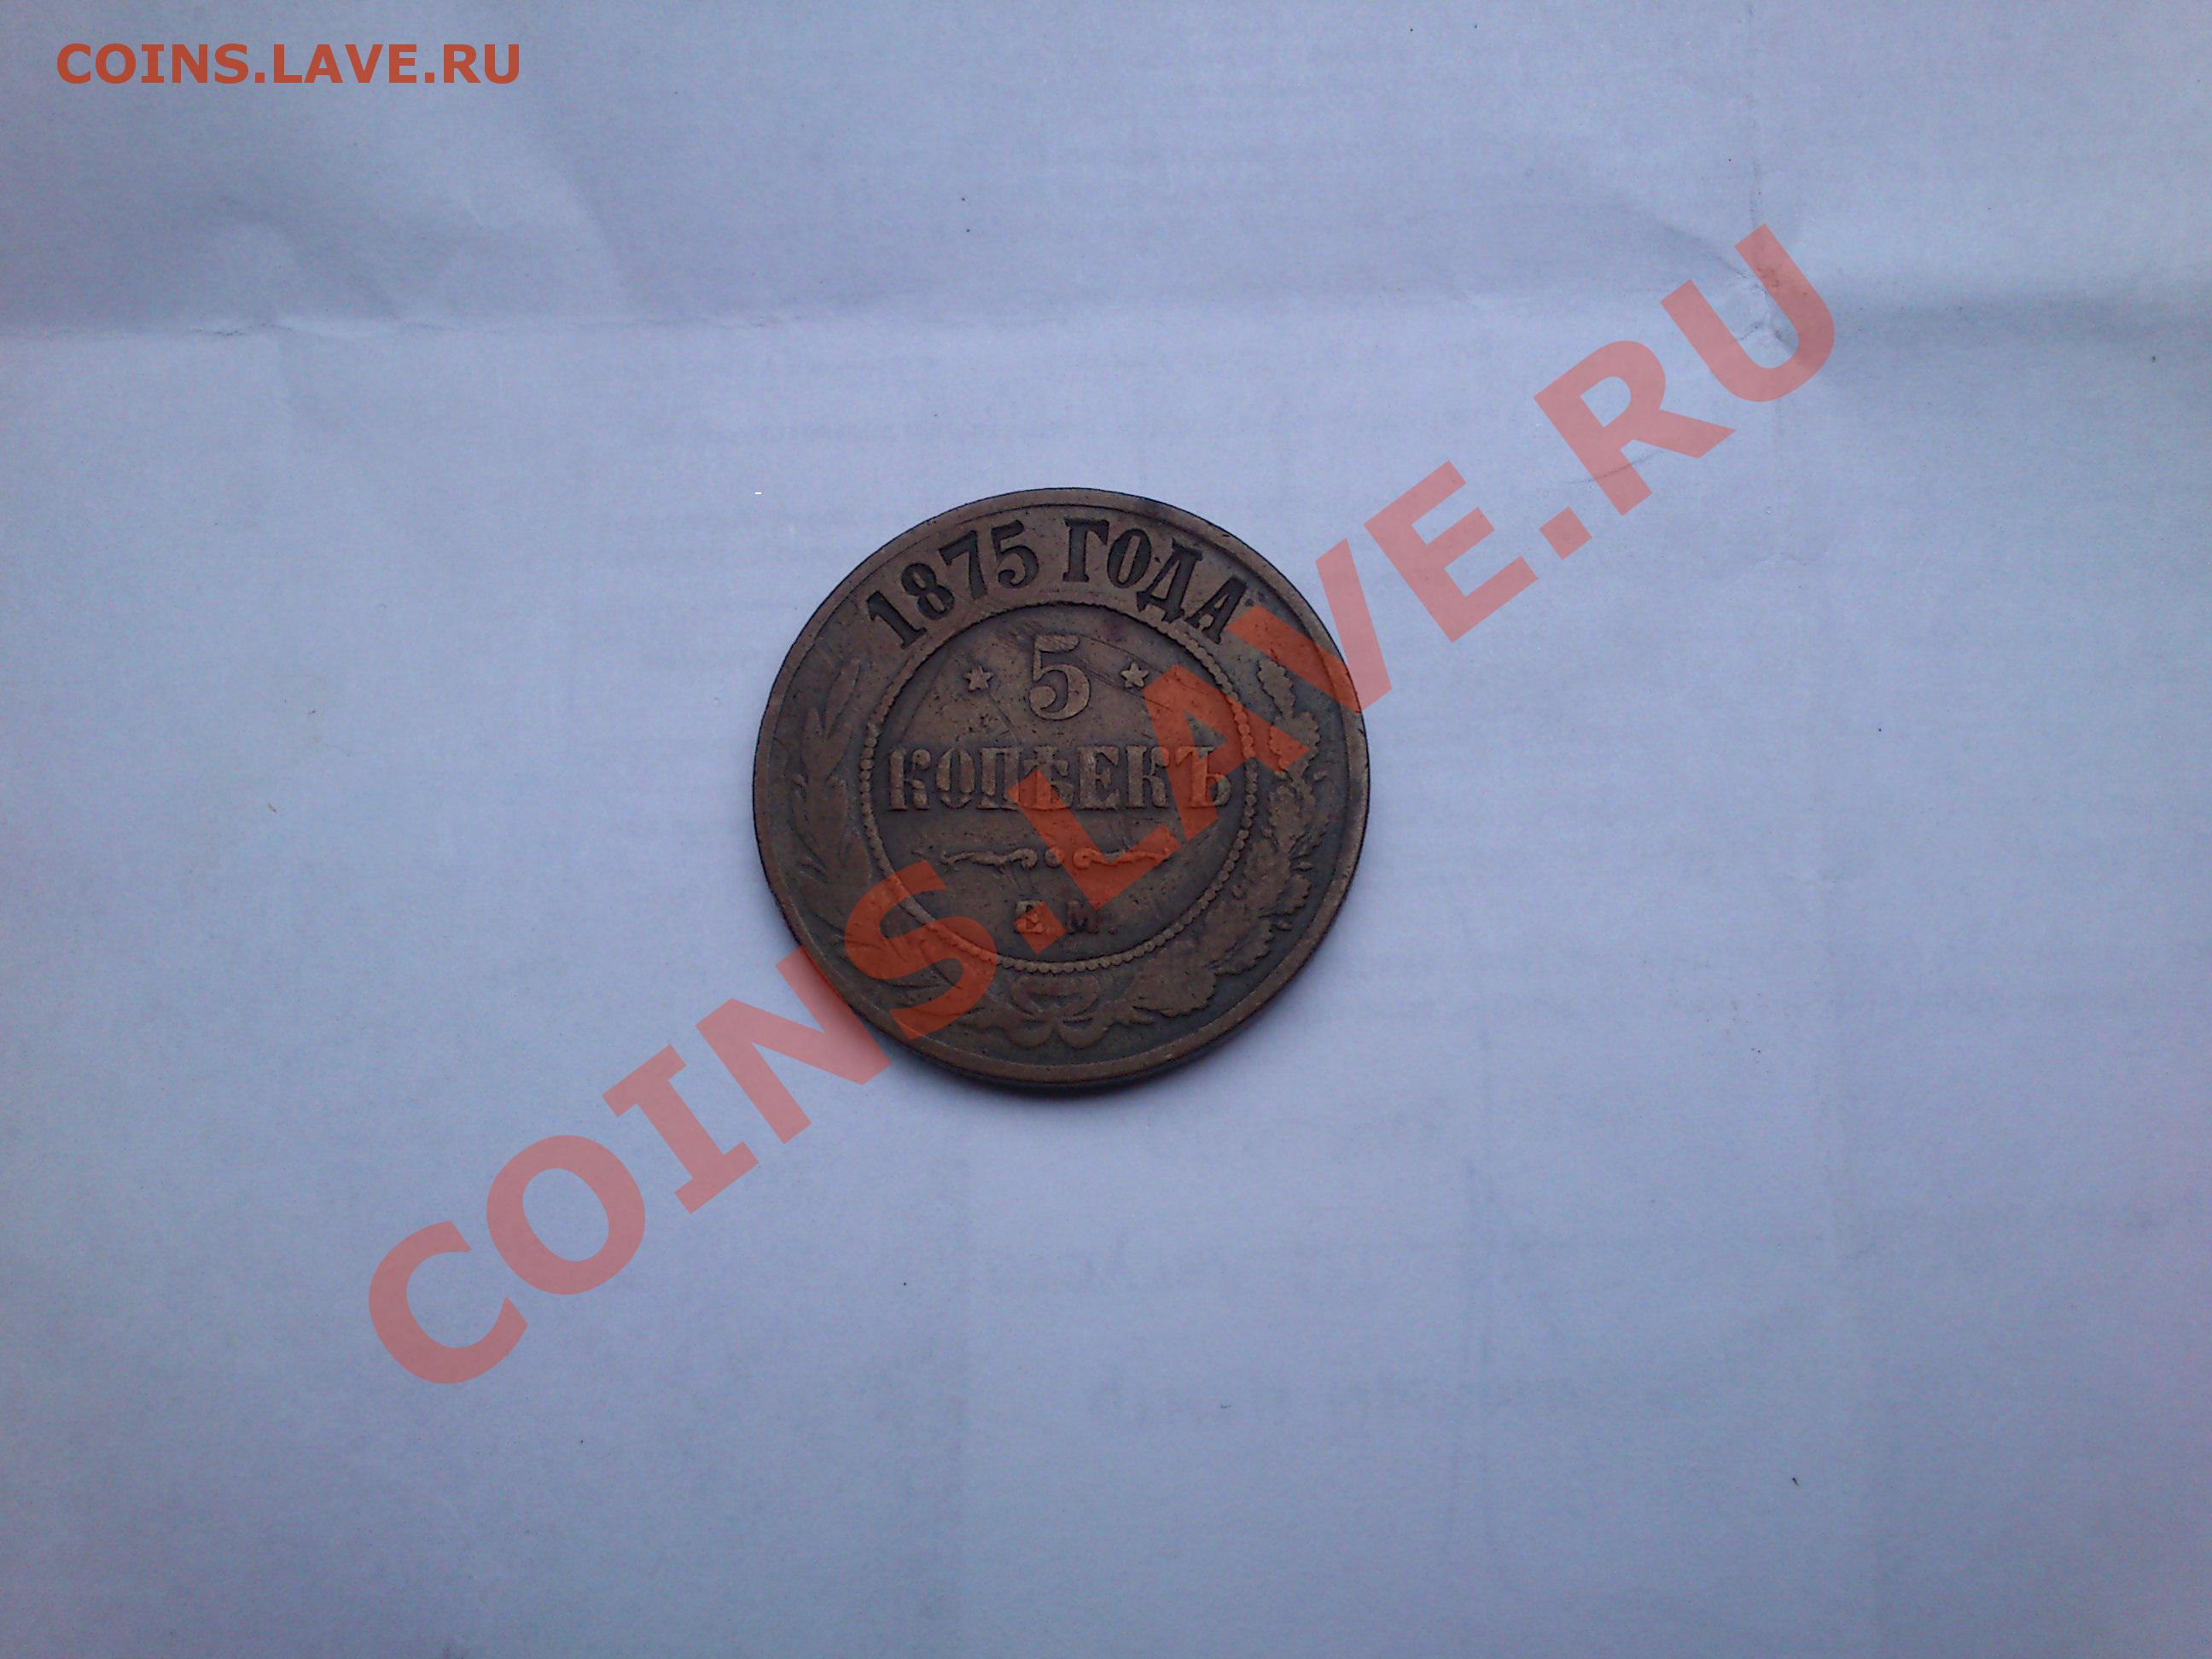 COINS.LAVE.RU
1875 ГОДА
5
КОПѢЕКЪ
Е.М.
COINS.LAVE.RU